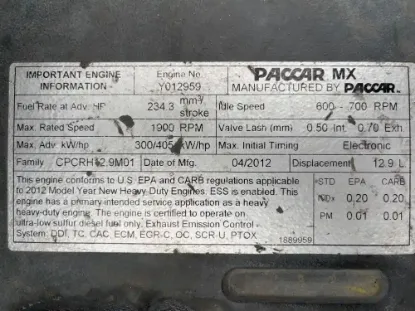 IMPORTANT ENGINE INFORMATION
Engine No.
Y012959
PACCAR MX
MANUFACTURED BY PACCAR
Fuel Rate at Adv. HP 234.3 mm³/stroke
Idle Speed 600 - 700 RPM
Max. Rated Speed 1900 RPM
Valve Lash (mm) 0.50 Int. 0.70 Exh.
Max. Adv. kW/hp 300/405 kW/hp
Max. Initial Timing Electronic
Family CPCRH12.9M01
Date of Mfg. 04/2012
Displacement 12.9 L
This engine conforms to U.S. EPA and CARB regulations applicable
to 2012 Model Year New Heavy Duty Engines. ESS is enabled. This
engine has a primary intended service application as a heavy
heavy-duty engine. The engine is certified to operate on
ultra-low sulfur diesel fuel only. Exhaust Emission Control
System: DDI, TC, CAC, ECM, EGR-C, OC, SCR-U, PTOX
STD EPA CARB
NOx 0.20 0.20
PM 0.01 0.01
1889959